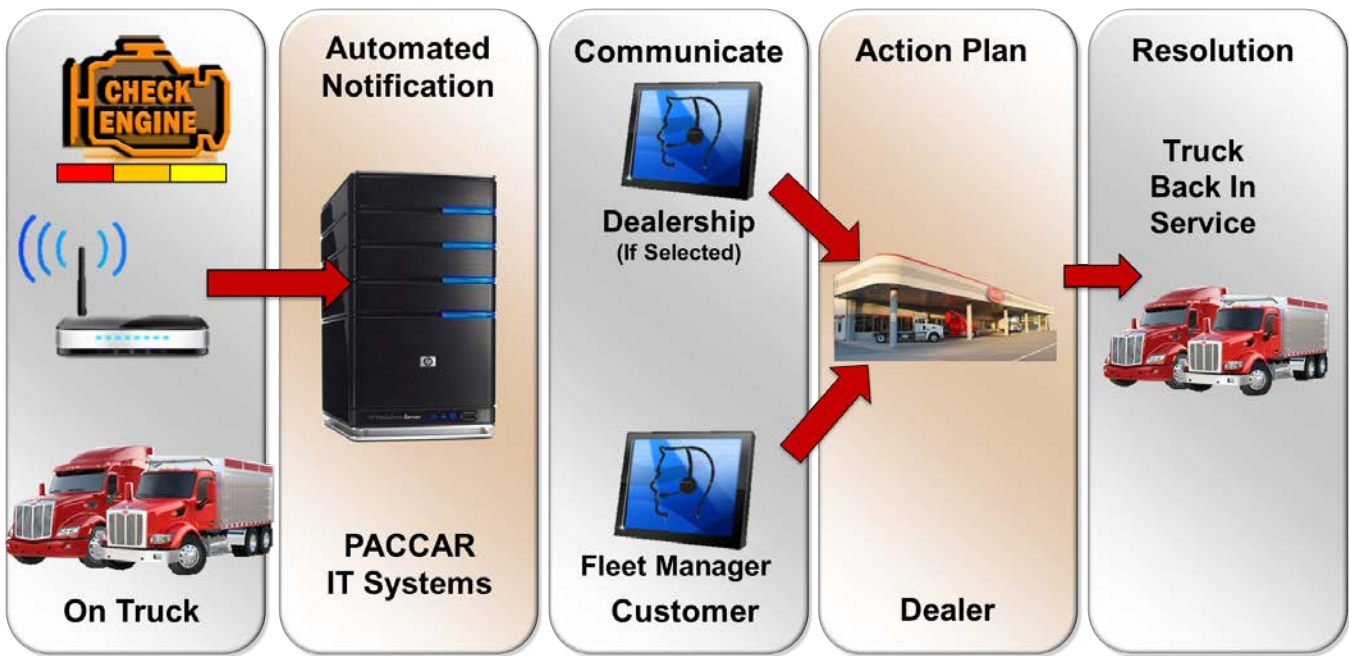 CHECK
ENGINE
On Truck
Automated
Notification
PACCAR
IT Systems
Communicate
Dealership
(If Selected)
Fleet Manager
Customer
Action Plan
Dealer
Resolution
Truck
Back In
Service